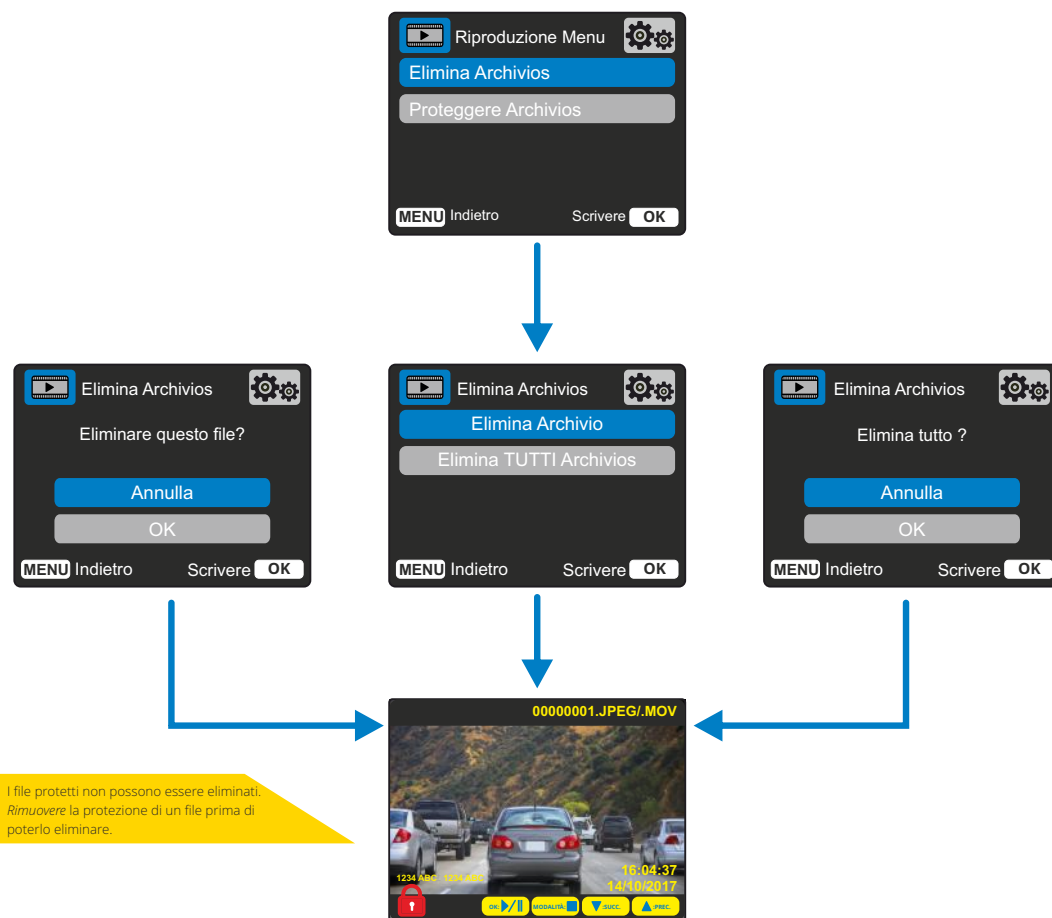 Riproduzione Menu
Elimina Archivios
Proteggere Archivios
MENU Indietro Scrivere OK
Elimina Archivios
Eliminare questo file?
Annulla
OK
MENU Indietro Scrivere OK
Elimina Archivios
Elimina Archivio
Elimina TUTTI Archivios
MENU Indietro Scrivere OK
Elimina Archivios
Elimina tutto ?
Annulla
OK
MENU Indietro Scrivere OK
00000001.JPEG/.MOV
I file protetti non possono essere eliminati.
Rimuovere la protezione di un file prima di
poterlo eliminare.
16:04:37
1234 ABC 1234 ABC
14/10/2017
OK: MODALITÀ: :SUCC. :PREC.